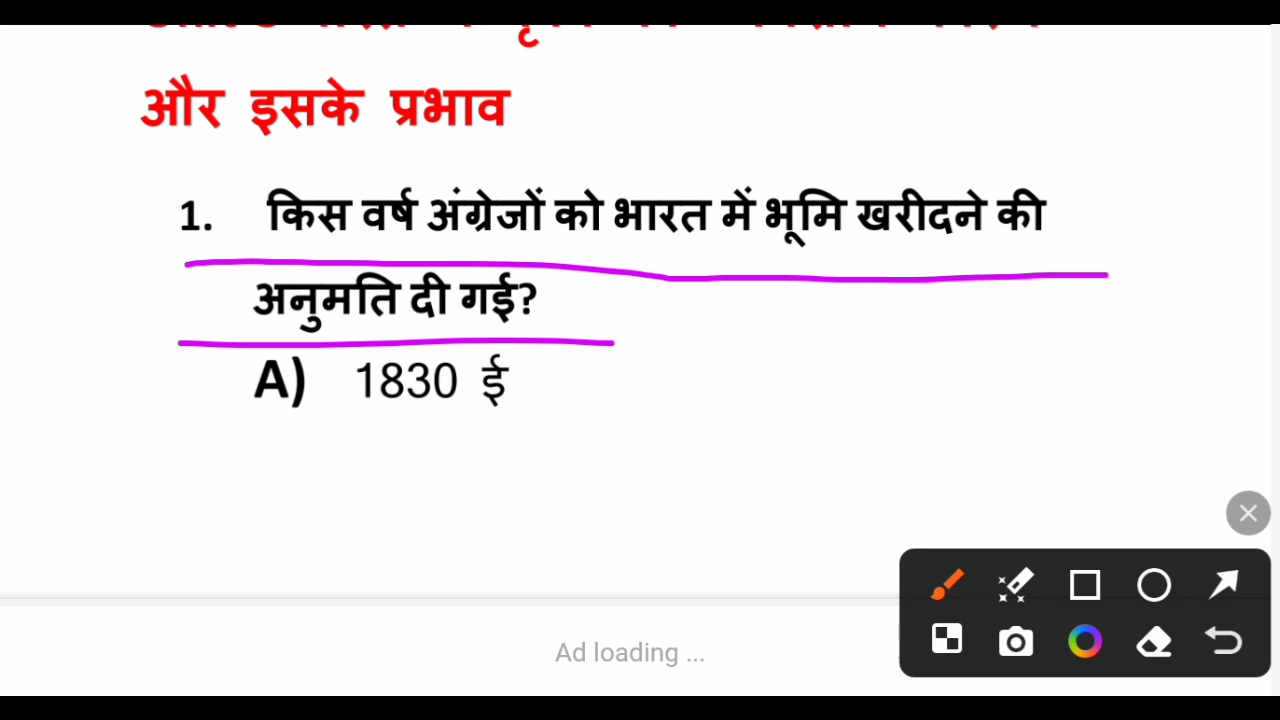 और इसके प्रभाव
1. किस वर्ष अंग्रेजों को भारत में भूमि खरीदने की
अनुमति दी गई?
A) 1830 ई
Ad loading ...